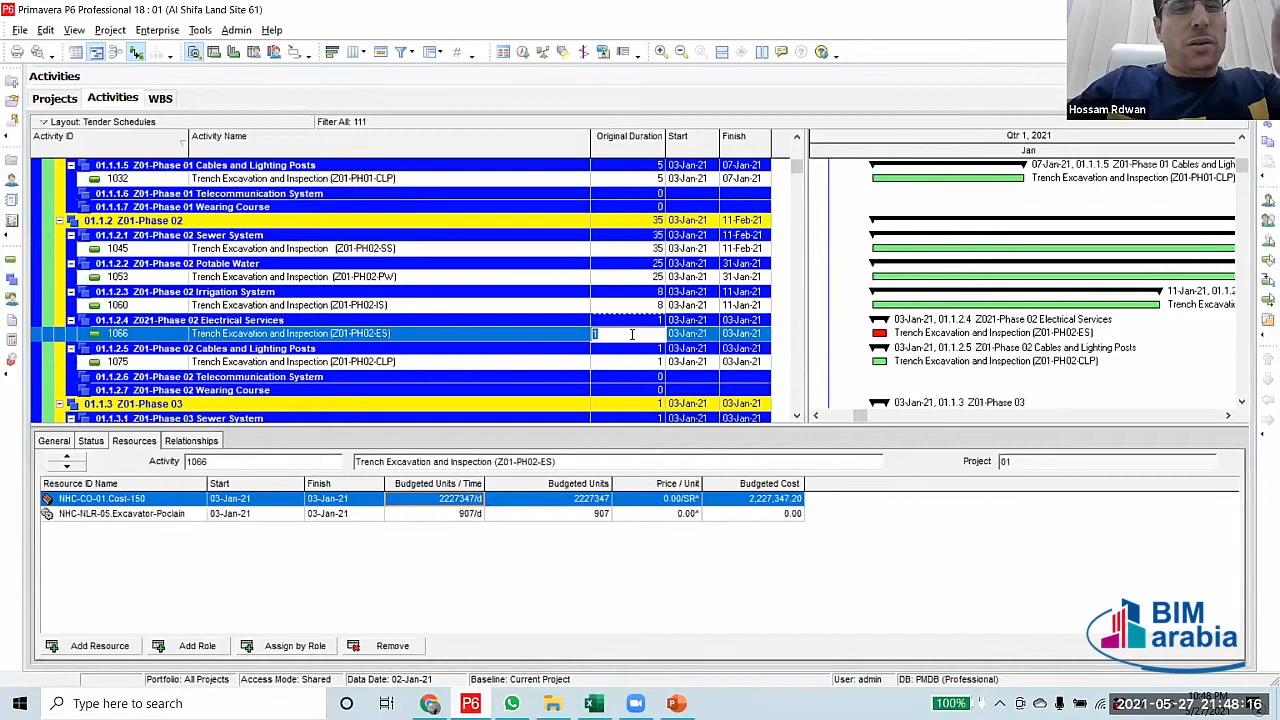 Primavera P6 Professional 18 : 01 (Al Shifa Land Site 61)
File Edit View Project Enterprise Tools Admin Help
Activities
Projects Activities WBS
Hossam Rdwan
Layout: Tender Schedules Filter All: 111
Activity ID Activity Name Original Duration Start Finish Qtr 1, 2021
Jan
01.1.1.5 Z01-Phase 01 Cables and Lighting Posts 5 03-Jan-21 07-Jan-21 07-Jan-21, 01.1.1.5 Z01-Phase 01 Cables and Ligh
1032 Trench Excavation and Inspection (Z01-PH01-CLP) 5 03-Jan-21 07-Jan-21 Trench Excavation and Inspection (Z01-PH01-CLP)
01.1.1.6 Z01-Phase 01 Telecommunication System 0
01.1.1.7 Z01-Phase 01 Wearing Course 0
01.1.2 Z01-Phase 02 35 03-Jan-21 11-Feb-21
01.1.2.1 Z01-Phase 02 Sewer System 35 03-Jan-21 11-Feb-21
1045 Trench Excavation and Inspection (Z01-PH02-SS) 35 03-Jan-21 11-Feb-21
01.1.2.2 Z01-Phase 02 Potable Water 25 03-Jan-21 31-Jan-21
1053 Trench Excavation and Inspection (Z01-PH02-PW) 25 03-Jan-21 31-Jan-21
01.1.2.3 Z01-Phase 02 Irrigation System 8 03-Jan-21 11-Jan-21 11-Jan-21, 01.1.2
1060 Trench Excavation and Inspection (Z01-PH02-IS) 8 03-Jan-21 11-Jan-21 Trench Excavatio
01.1.2.4 Z021-Phase 02 Electrical Services 1 03-Jan-21 03-Jan-21 03-Jan-21, 01.1.2.4 Z021-Phase 02 Electrical Services
1066 Trench Excavation and Inspection (Z01-PH02-ES) 1 03-Jan-21 03-Jan-21 Trench Excavation and Inspection (Z01-PH02-ES)
01.1.2.5 Z01-Phase 02 Cables and Lighting Posts 1 03-Jan-21 03-Jan-21 03-Jan-21, 01.1.2.5 Z01-Phase 02 Cables and Lighting Posts
1075 Trench Excavation and Inspection (Z01-PH02-CLP) 1 03-Jan-21 03-Jan-21 Trench Excavation and Inspection (Z01-PH02-CLP)
01.1.2.6 Z01-Phase 02 Telecommunication System 0
01.1.2.7 Z01-Phase 02 Wearing Course 0
01.1.3 Z01-Phase 03 1 03-Jan-21 03-Jan-21 03-Jan-21, 01.1.3 Z01-Phase 03
01.1.3.1 Z01-Phase 03 Sewer System 1 03-Jan-21 03-Jan-21
General Status Resources Relationships
Activity 1066 Trench Excavation and Inspection (Z01-PH02-ES) Project 01
Resource ID Name Start Finish Budgeted Units / Time Budgeted Units Price / Unit Budgeted Cost
NHC-CO-01.Cost-150 03-Jan-21 03-Jan-21 2227347/d 2227347 0.00/SR* 2,227,347.20
NHC-NLR-05.Excavator-Poclain 03-Jan-21 03-Jan-21 907/d 907 0.00* 0.00
BIM
arabia
Add Resource Add Role Assign by Role Remove
Portfolio: All Projects Access Mode: Shared Data Date: 02-Jan-21 Baseline: Current Project User: admin DB: PMDB (Professional)
Type here to search 100%
2021-05-27 21:48:16